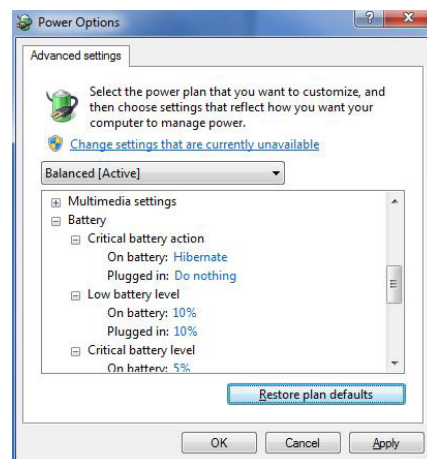 Power Options
Advanced settings
Select the power plan that you want to customize, and
then choose settings that reflect how you want your
computer to manage power.
Change settings that are currently unavailable
Balanced [Active]
Multimedia settings
Battery
Critical battery action
On battery: Hibernate
Plugged in: Do nothing
Low battery level
On battery: 10%
Plugged in: 10%
Critical battery level
On battery: 5%
Restore plan defaults
OK Cancel Apply